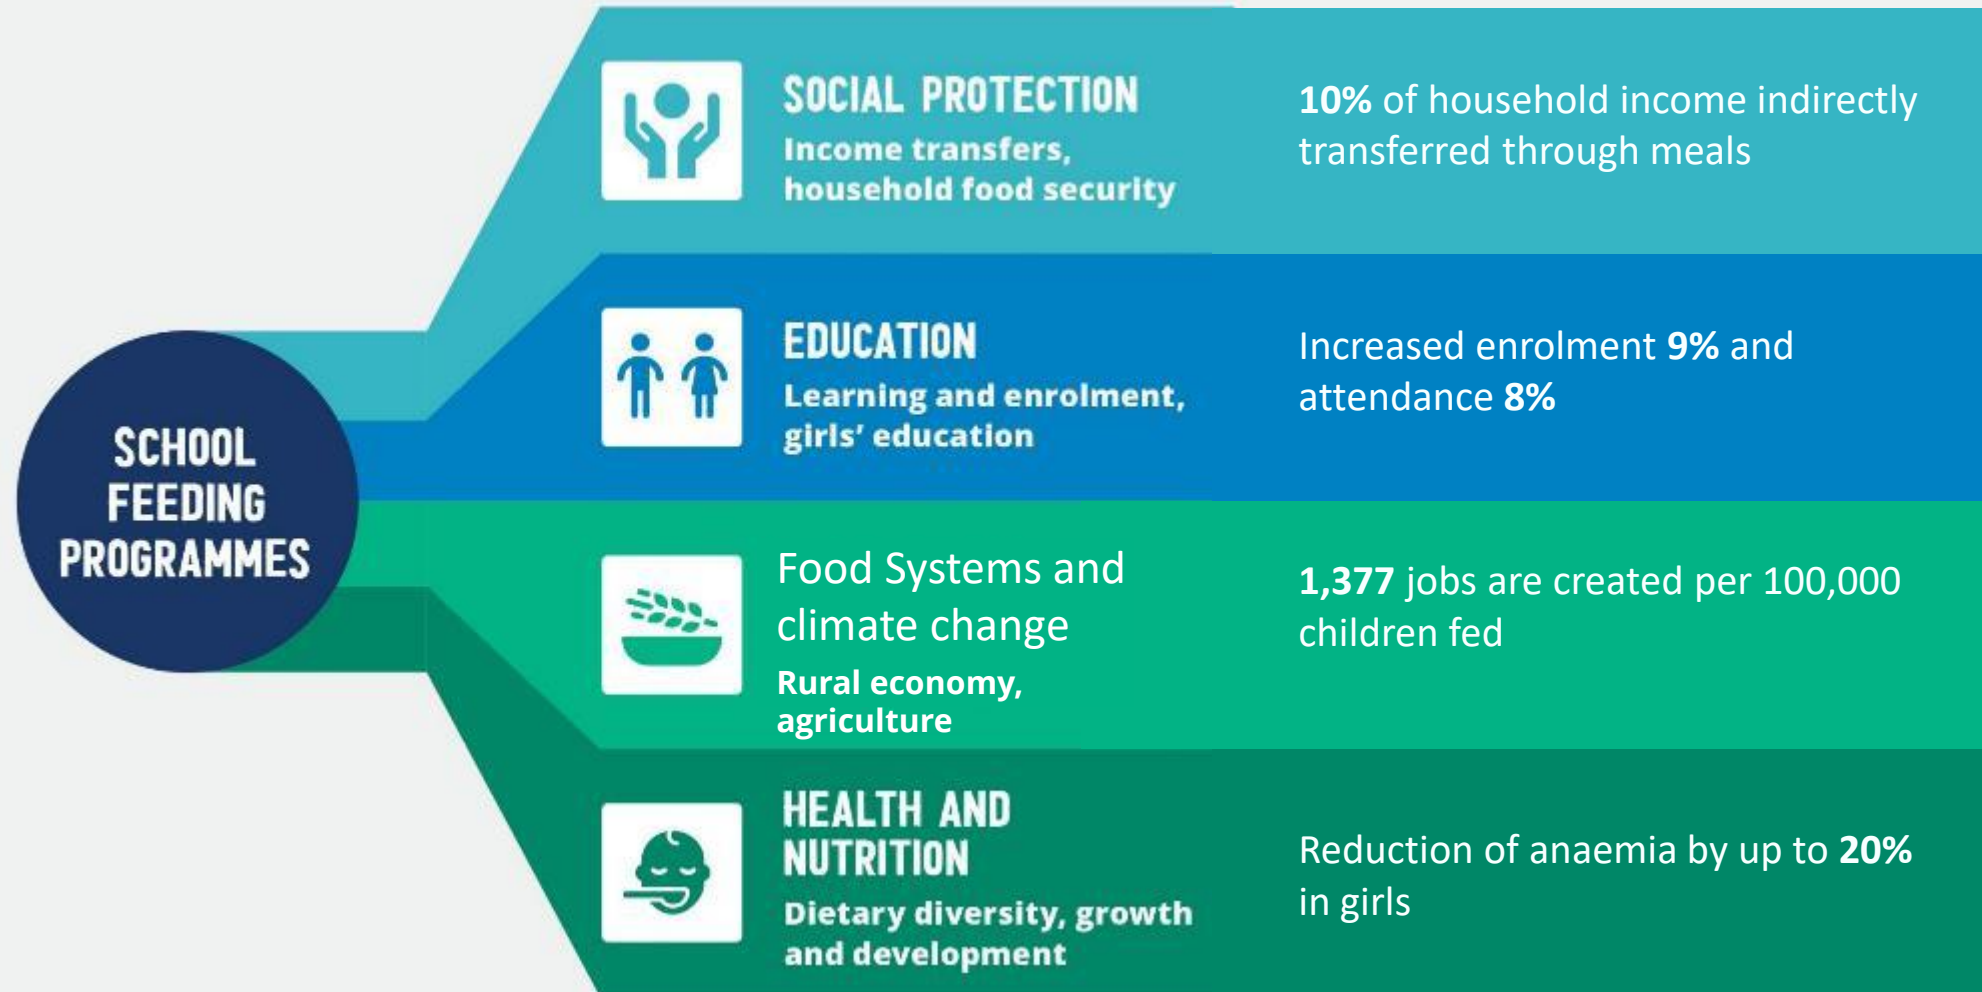 SCHOOL
FEEDING
PROGRAMMES
SOCIAL PROTECTION
Income transfers,
household food security
10% of household income indirectly
transferred through meals
EDUCATION
Learning and enrolment,
girls' education
Increased enrolment 9% and
attendance 8%
Food Systems and
climate change
Rural economy,
agriculture
1,377 jobs are created per 100,000
children fed
HEALTH AND
NUTRITION
Dietary diversity, growth
and development
Reduction of anaemia by up to 20%
in girls